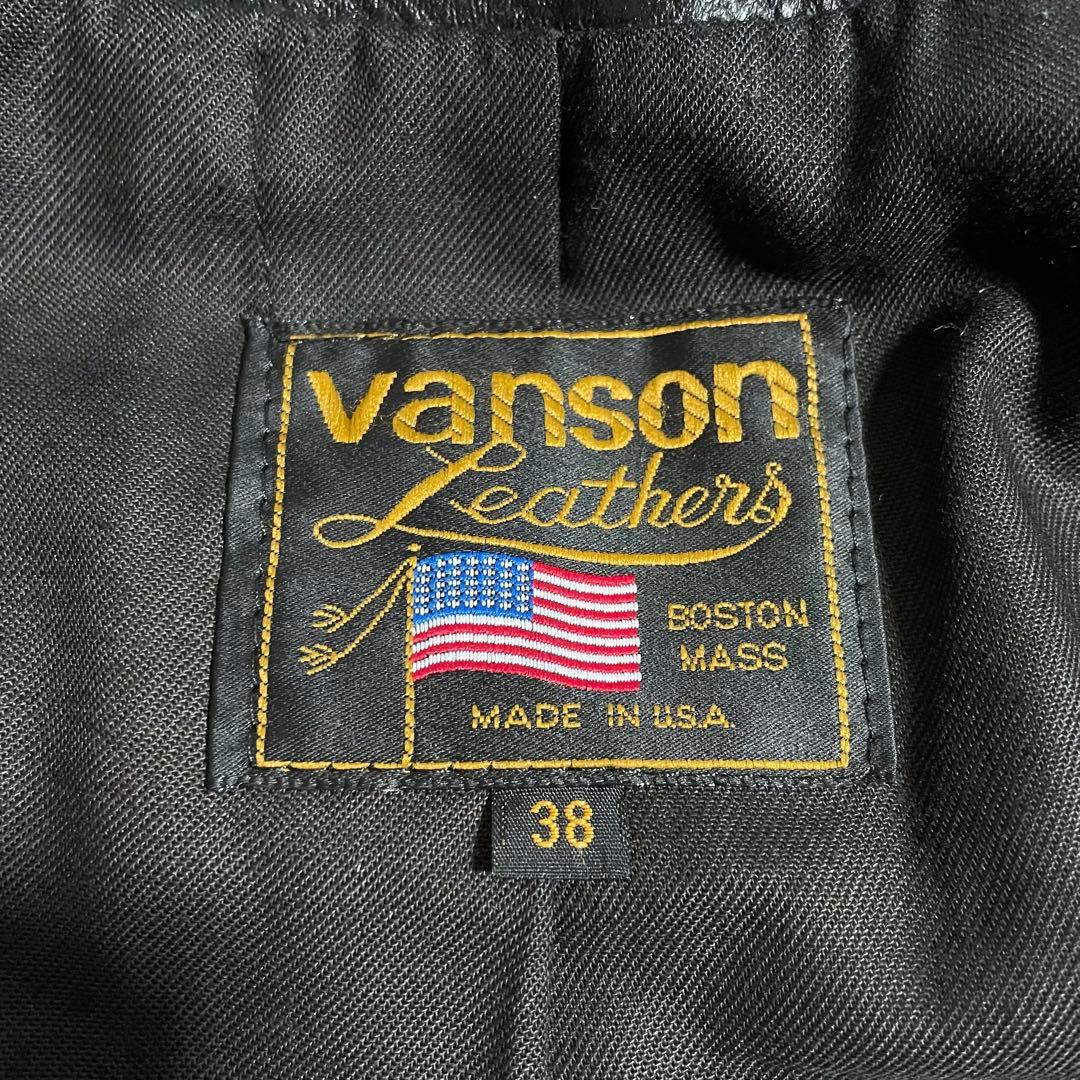 vanson
Leathers
BOSTON
MASS
MADE IN U.S.A.
38